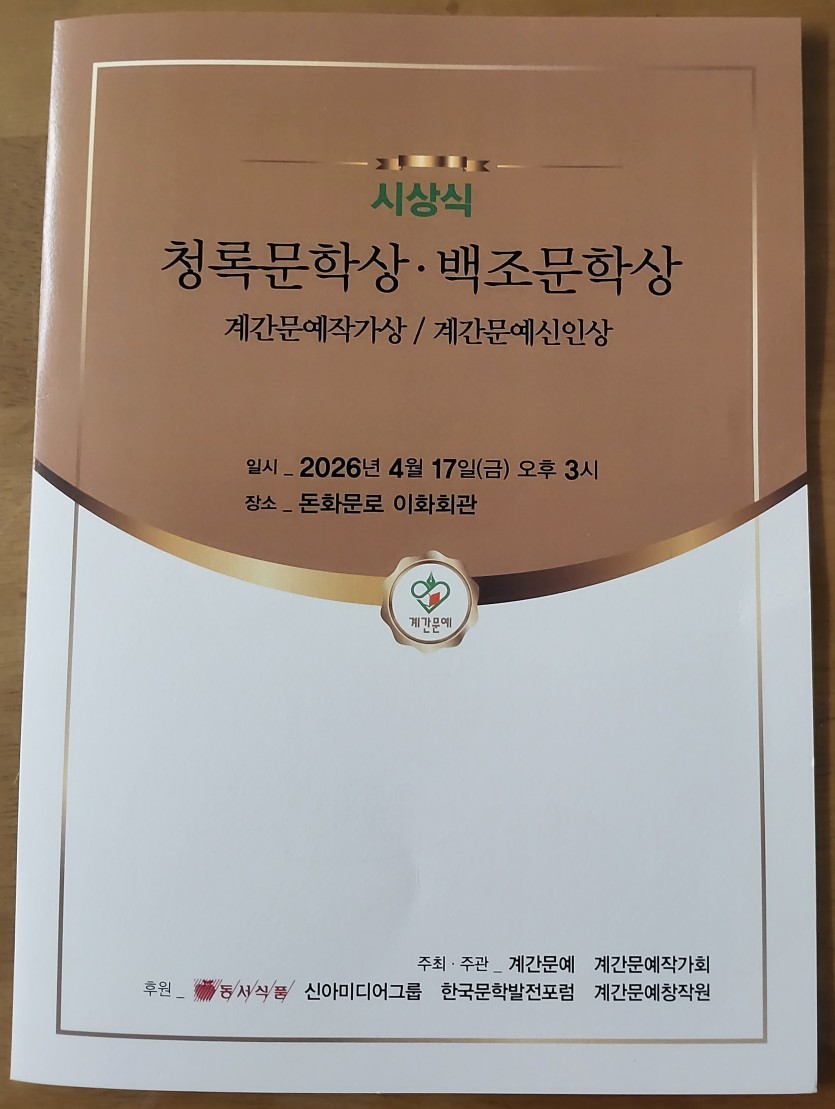 시상식
청록문학상 · 백조문학상
계간문예작가상 / 계간문예신인상
일시 _ 2026년 4월 17일(금) 오후 3시
장소 _ 돈화문로 이화회관
계간문예
주최 · 주관 _ 계간문예 계간문예작가회
후원 _ 동서식품 신아미디어그룹 한국문학발전포럼 계간문예창작원